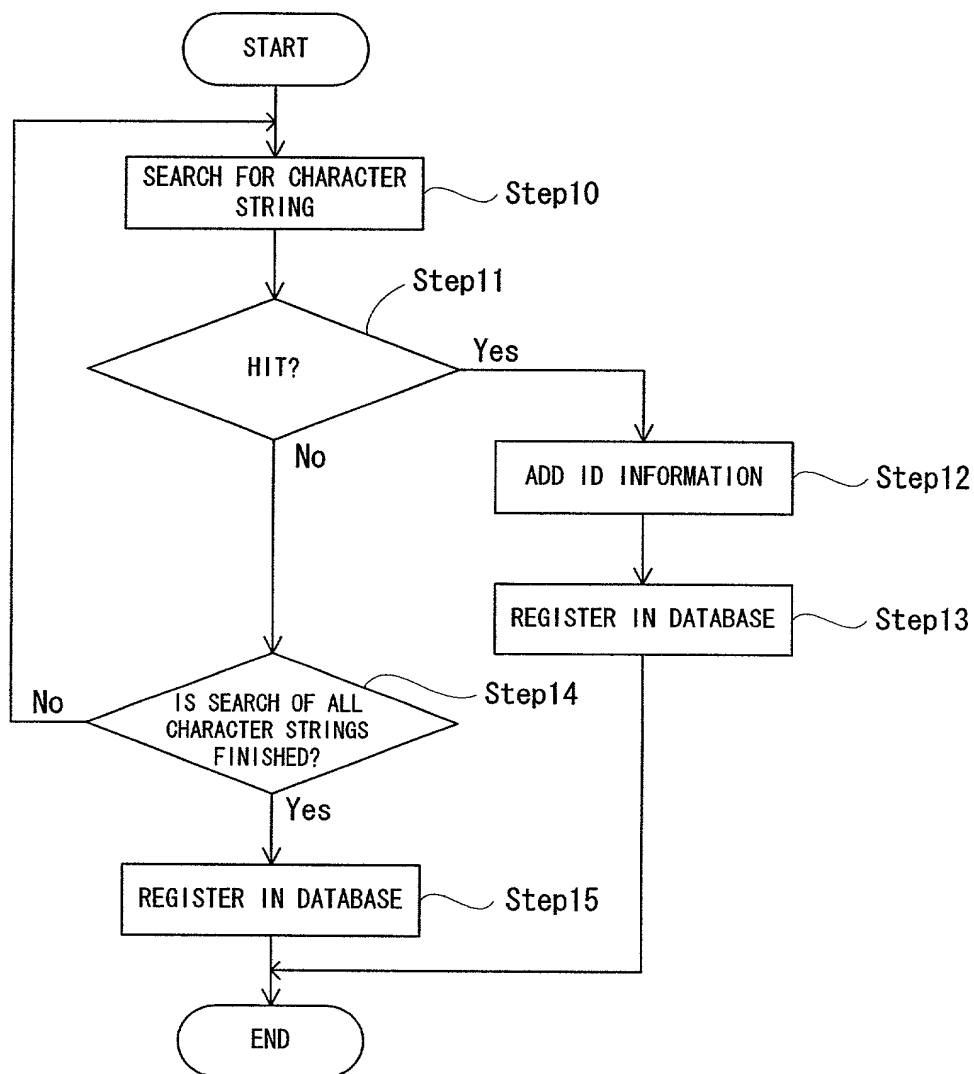 START
SEARCH FOR CHARACTER
STRING
Step10
Step11
HIT?
Yes
No
ADD ID INFORMATION
Step12
REGISTER IN DATABASE
Step13
Step14
No
IS SEARCH OF ALL
CHARACTER STRINGS
FINISHED?
Yes
REGISTER IN DATABASE
Step15
END